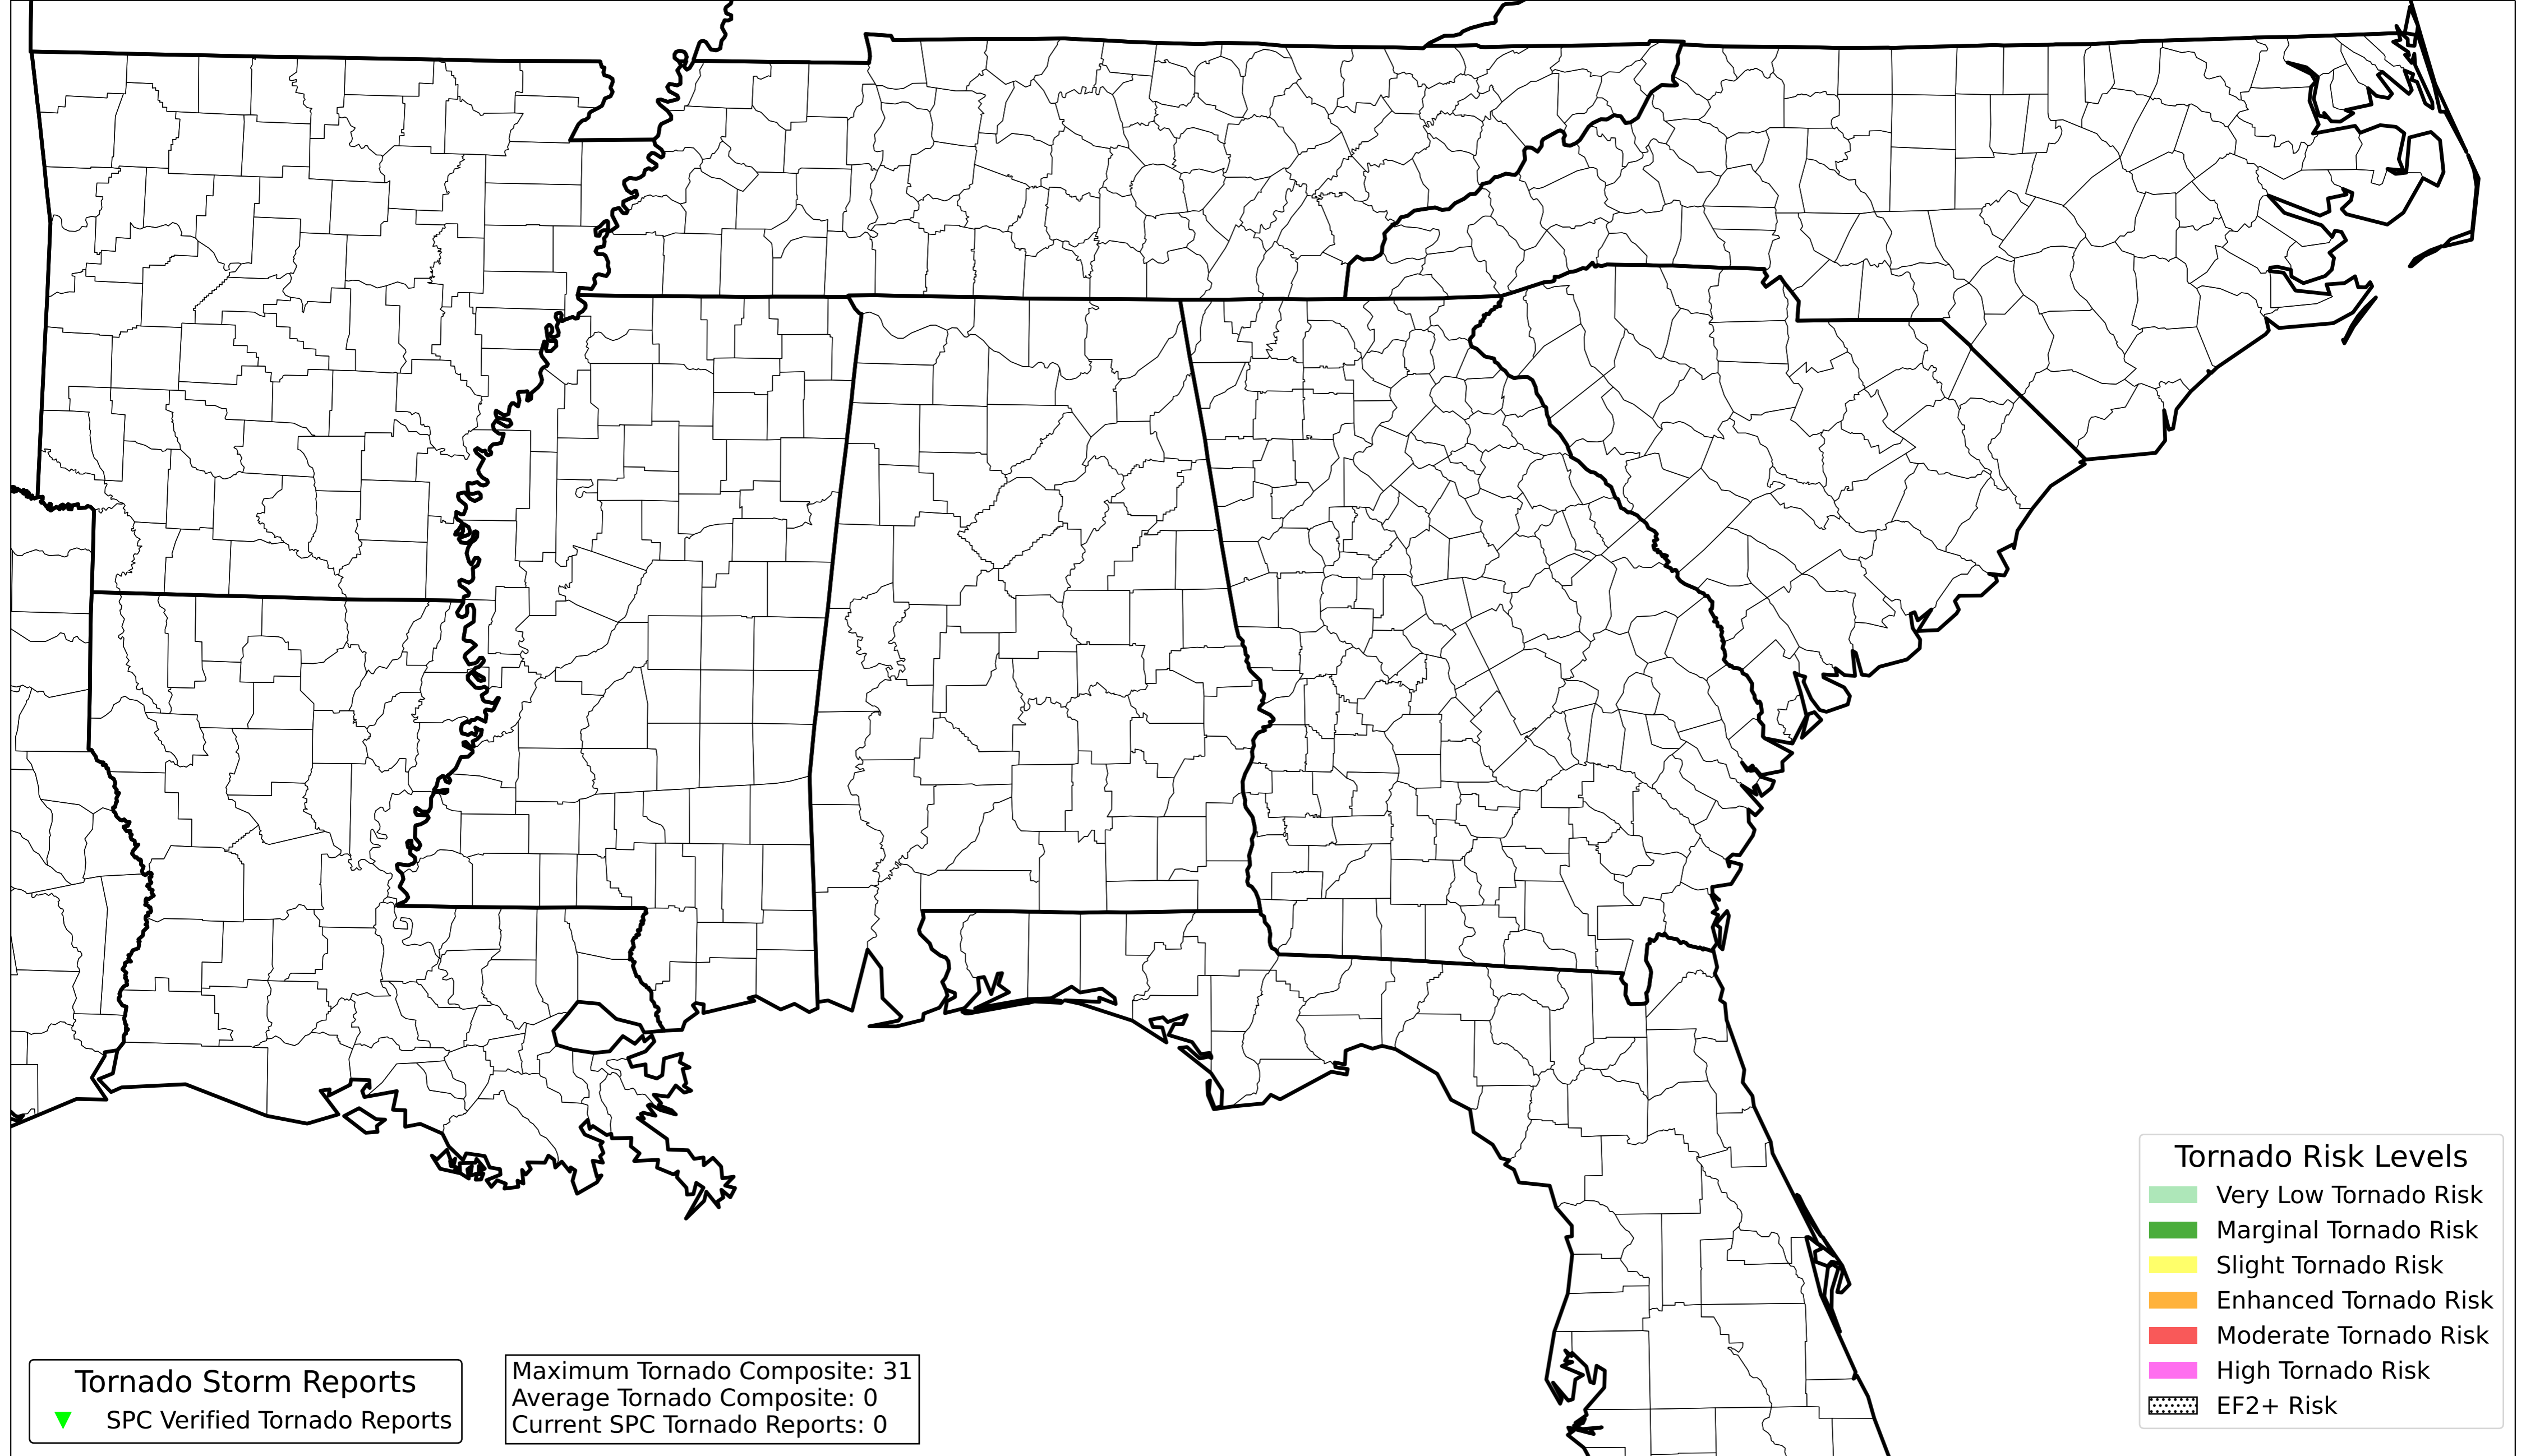 Tornado Risk Levels
Very Low Tornado Risk
Marginal Tornado Risk
Slight Tornado Risk
Enhanced Tornado Risk
Moderate Tornado Risk
High Tornado Risk
EF2+ Risk
Tornado Storm Reports
SPC Verified Tornado Reports
Maximum Tornado Composite: 31
Average Tornado Composite: 0
Current SPC Tornado Reports: 0